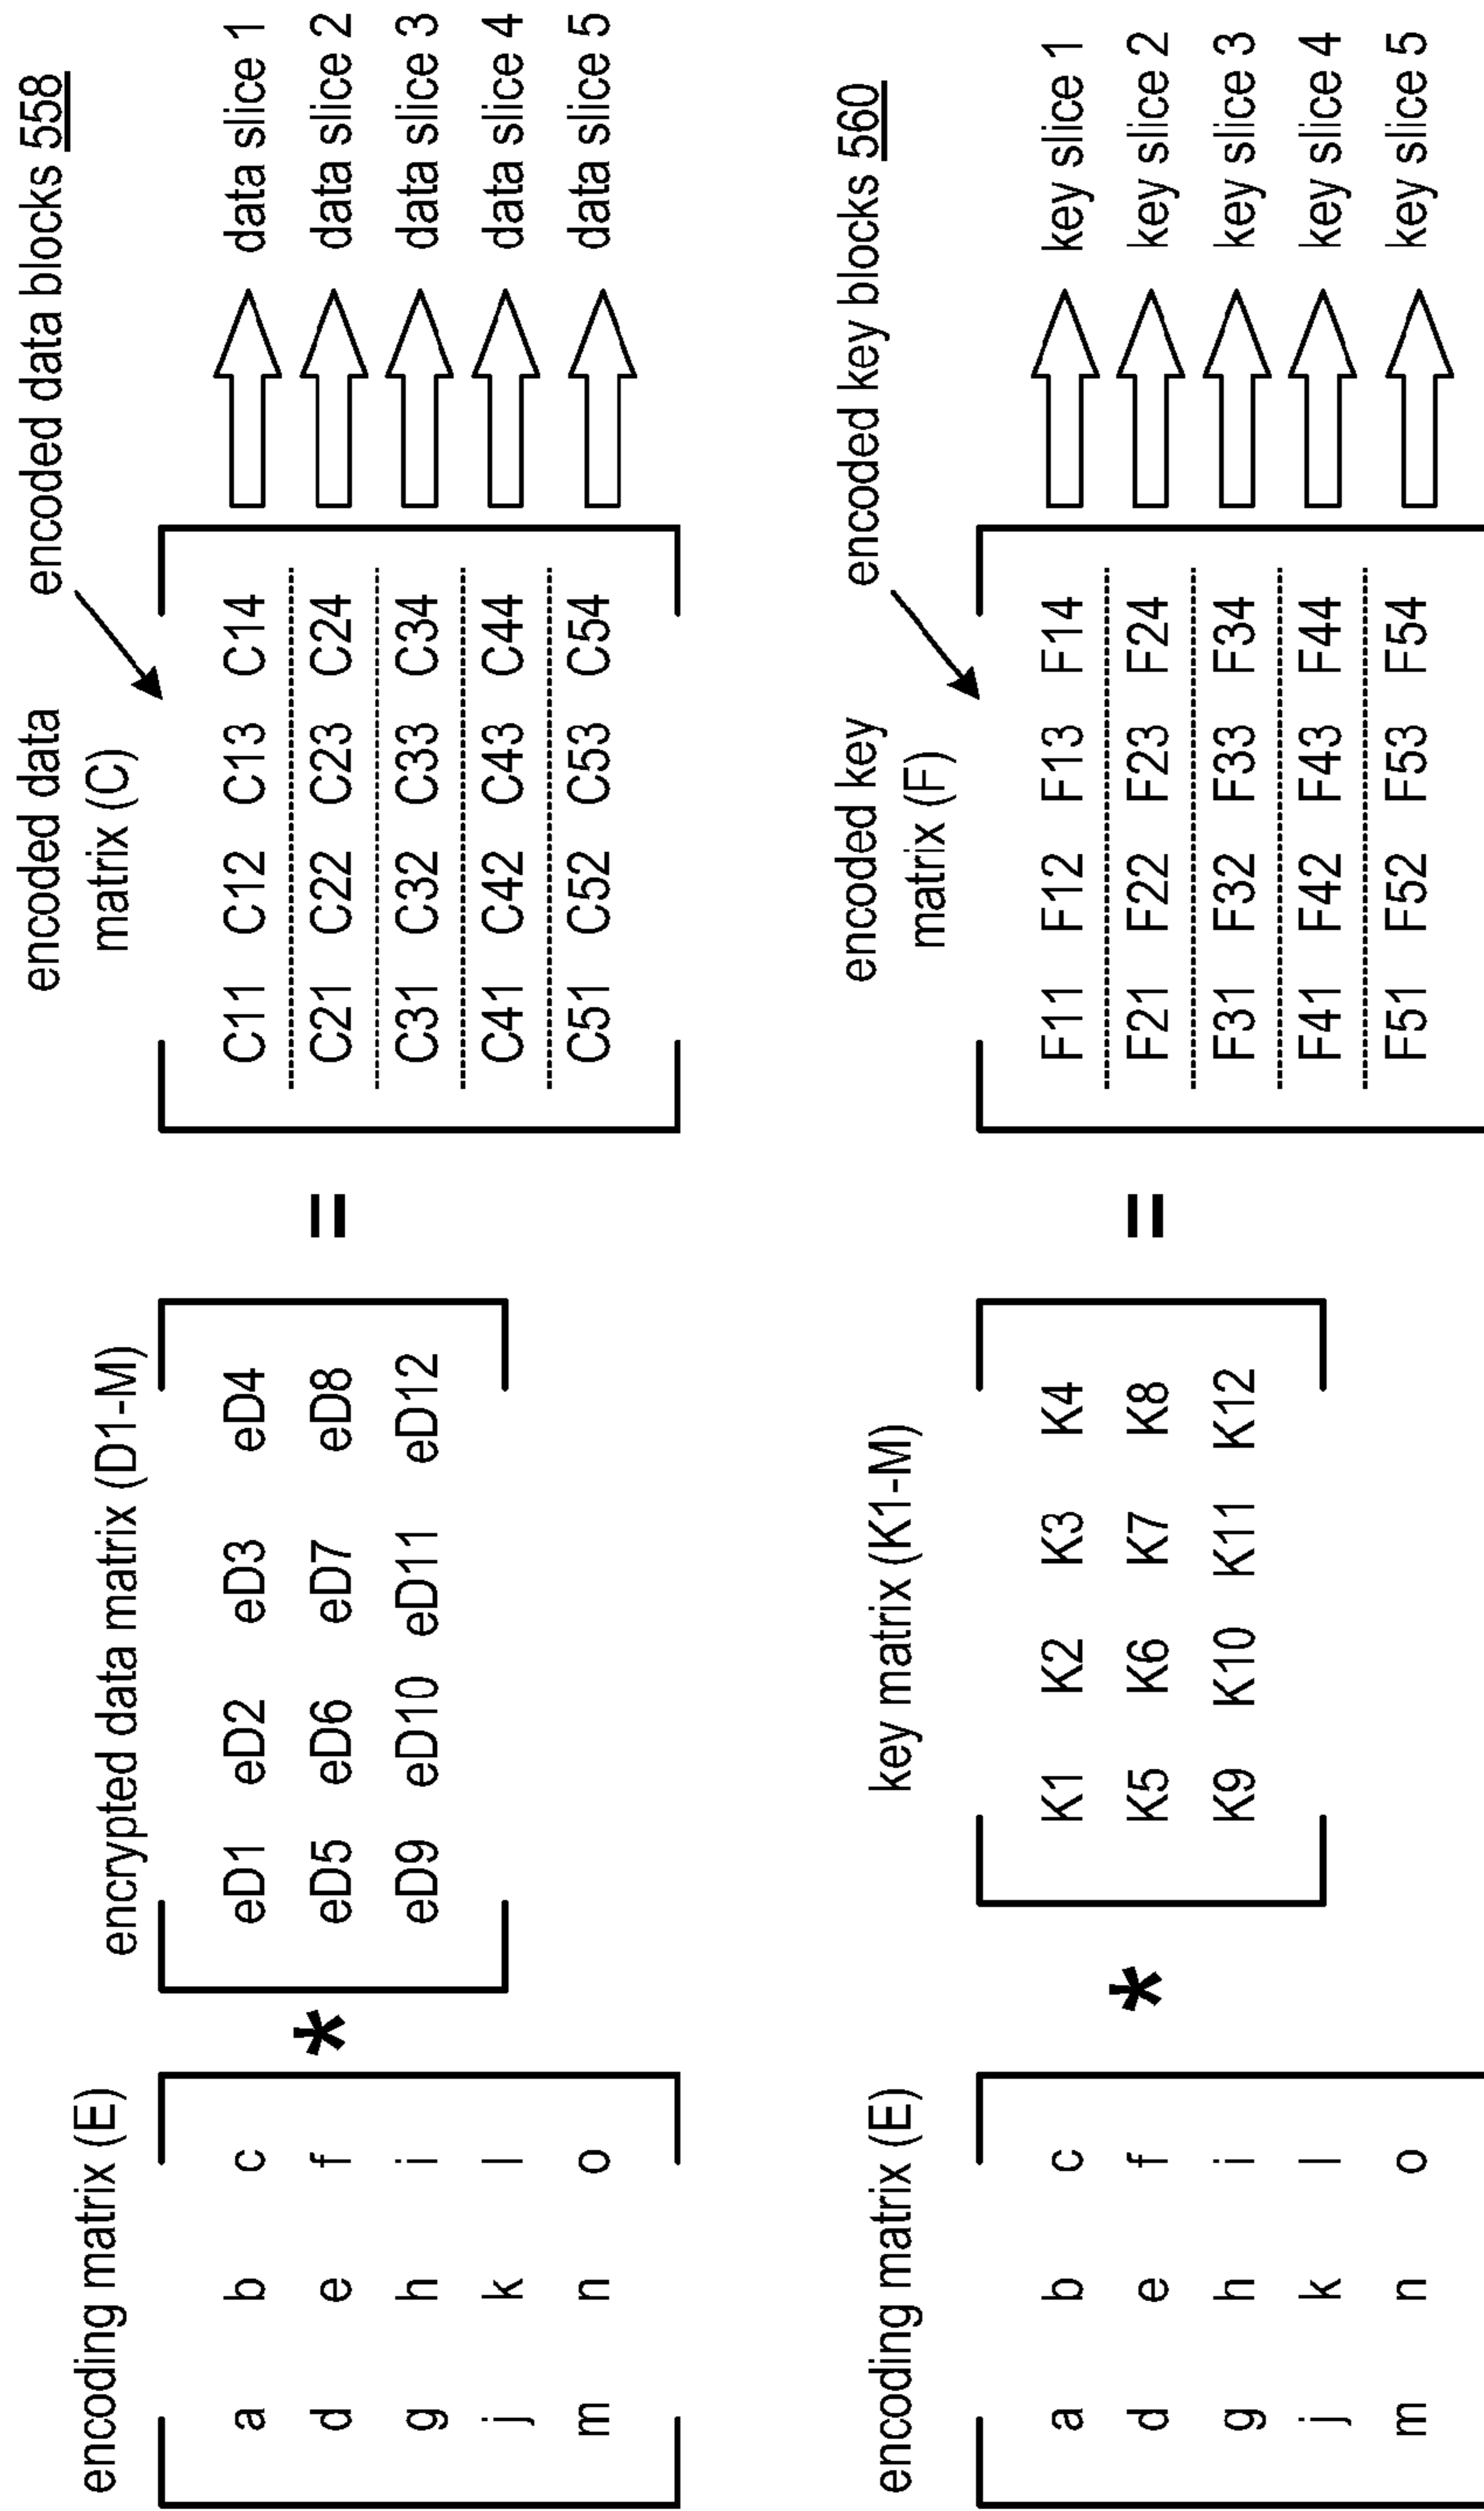 encoded data blocks 558
encoding matrix (E)
encrypted data matrix (D1-M)
encoded data
matrix (C)
a b c
d e f
g h i
j k l
m n o
*
eD1 eD2 eD3 eD4
eD5 eD6 eD7 eD8
eD9 eD10 eD11 eD12
=
C11 C12 C13 C14
C21 C22 C23 C24
C31 C32 C33 C34
C41 C42 C43 C44
C51 C52 C53 C54
data slice 1
data slice 2
data slice 3
data slice 4
data slice 5
encoded key blocks 560
encoding matrix (E)
key matrix (K1-M)
encoded key
matrix (F)
a b c
d e f
g h i
j k l
m n o
*
K1 K2 K3 K4
K5 K6 K7 K8
K9 K10 K11 K12
=
F11 F12 F13 F14
F21 F22 F23 F24
F31 F32 F33 F34
F41 F42 F43 F44
F51 F52 F53 F54
key slice 1
key slice 2
key slice 3
key slice 4
key slice 5